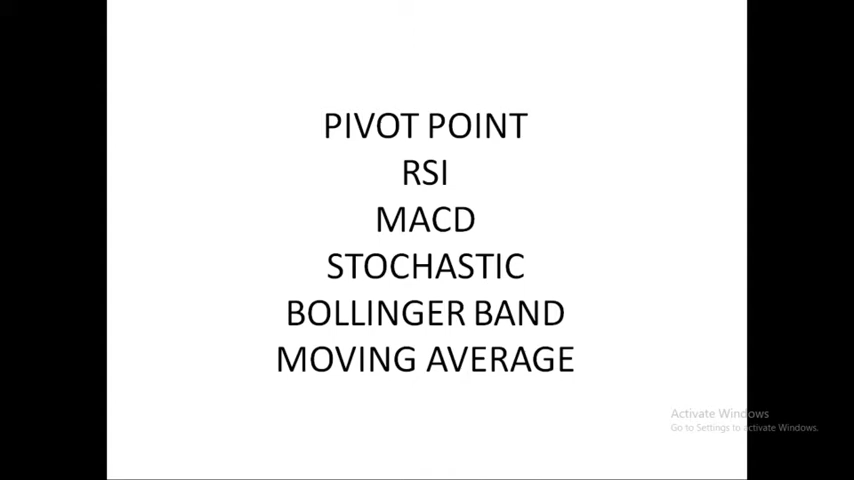 PIVOT POINT
RSI
MACD
STOCHASTIC
BOLLINGER BAND
MOVING AVERAGE
Activate Windows
Go to Settings to activate Windows.